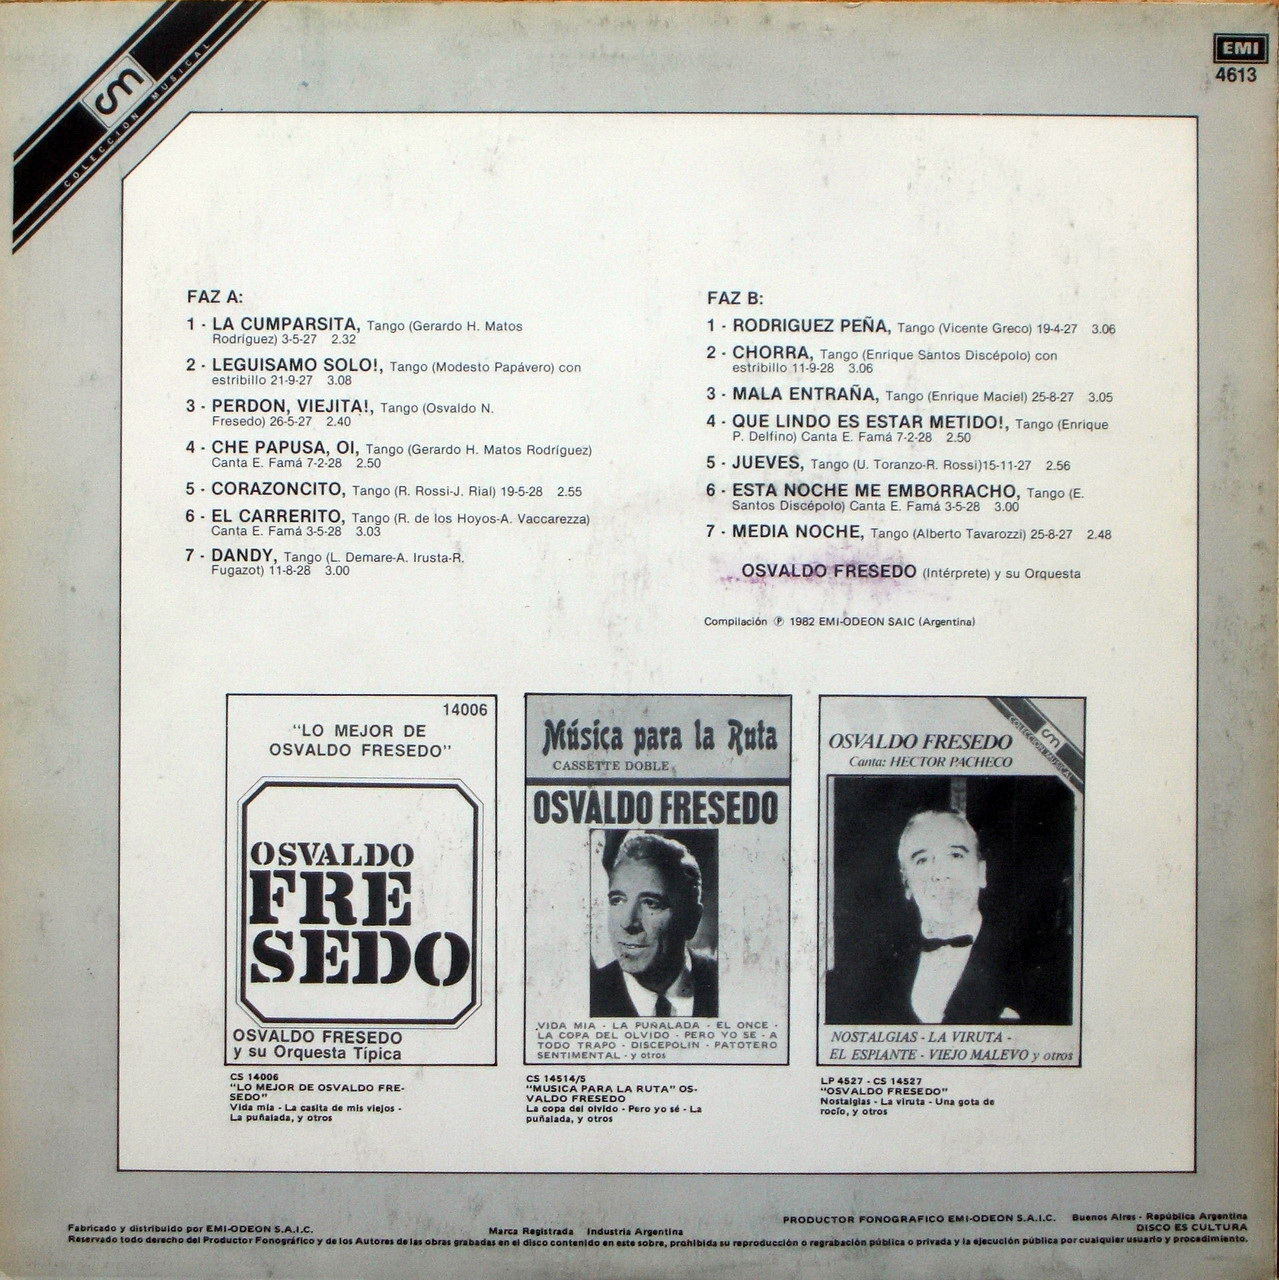 COLECCION MUSICAL
EMI
4613
FAZ A:
1 - LA CUMPARSITA, Tango (Gerardo H. Matos
Rodríguez) 3-5-27 2.32
2 - LEGUISAMO SOLO!, Tango (Modesto Papávero) con
estribillo 21-9-27 3.08
3 - PERDON, VIEJITA!, Tango (Osvaldo N.
Fresedo) 26-5-27 2.40
4 - CHE PAPUSA, OI, Tango (Gerardo H. Matos Rodríguez)
Canta E. Famá 7-2-28 2.50
5 - CORAZONCITO, Tango (R. Rossi-J. Rial) 19-5-28 2.55
6 - EL CARRERITO, Tango (R. de los Hoyos-A. Vaccarezza)
Canta E. Famá 3-5-28 3.03
7 - DANDY, Tango (L. Demare-A. Irusta-R.
Fugazot) 11-8-28 3.00
FAZ B:
1 - RODRIGUEZ PEÑA, Tango (Vicente Greco) 19-4-27 3.06
2 - CHORRA, Tango (Enrique Santos Discépolo) con
estribillo 11-9-28 3.06
3 - MALA ENTRAÑA, Tango (Enrique Maciel) 25-8-27 3.05
4 - QUE LINDO ES ESTAR METIDO!, Tango (Enrique
P. Delfino) Canta E. Famá 7-2-28 2.50
5 - JUEVES, Tango (U. Toranzo-R. Rossi)15-11-27 2.56
6 - ESTA NOCHE ME EMBORRACHO, Tango (E.
Santos Discépolo) Canta E. Famá 3-5-28 3.00
7 - MEDIA NOCHE, Tango (Alberto Tavarozzi) 25-8-27 2.48
OSVALDO FRESEDO (Intérprete) y su Orquesta
Compilación ℗ 1982 EMI-ODEON SAIC (Argentina)
14006
"LO MEJOR DE
OSVALDO FRESEDO"
OSVALDO
FRE
SEDO
OSVALDO FRESEDO
y su Orquesta Típica
CS 14006
"LO MEJOR DE OSVALDO FRE-
SEDO"
Vida mía - La casita de mis viejos -
La puñalada, y otros
Música para la Ruta
CASSETTE DOBLE
OSVALDO FRESEDO
VIDA MIA - LA PUÑALADA - EL ONCE -
LA COPA DEL OLVIDO - PERO YO SE - A
TODO TRAPO - DISCEPOLIN - PATOTERO
SENTIMENTAL - y otros
CS 14514/5
"MUSICA PARA LA RUTA" OS-
VALDO FRESEDO
La copa del olvido - Pero yo sé - La
puñalada, y otros
COLECCION MUSICAL
OSVALDO FRESEDO
Canta: HECTOR PACHECO
NOSTALGIAS - LA VIRUTA -
EL ESPIANTE - VIEJO MALEVO y otros
LP 4527 - CS 14527
"OSVALDO FRESEDO"
Nostalgias - La viruta - Una gota de
rocío, y otros
Fabricado y distribuido por EMI-ODEON S.A.I.C.
Marca Registrada Industria Argentina
PRODUCTOR FONOGRAFICO EMI-ODEON S.A.I.C. Buenos Aires - República Argentina
DISCO ES CULTURA
Reservado todo derecho del Productor Fonográfico y de los Autores de las obras grabadas en el disco contenido en este sobre, prohibida su reproducción o regrabación pública o privada y la ejecución pública por cualquier usuario y procedimiento.